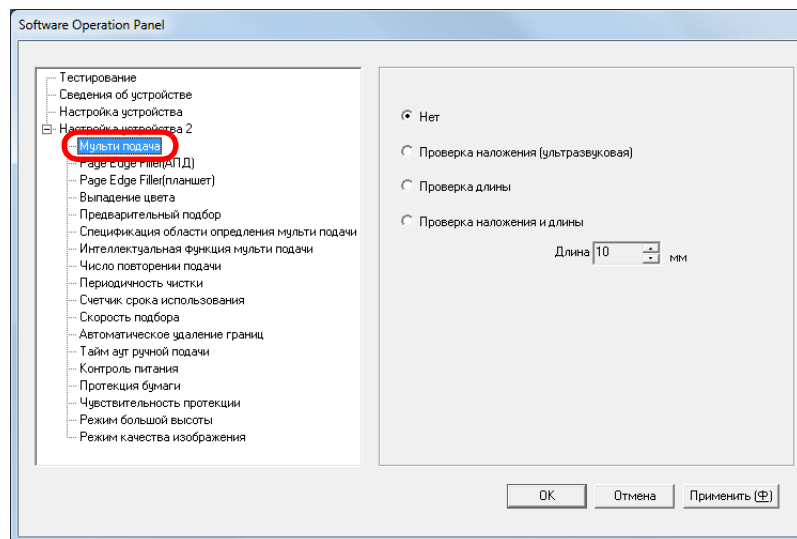 Software Operation Panel
Тестирование
Сведения об устройстве
Настройка устройства
Настройка устройства 2
Мульти подача
Page Edge Filler(АПД)
Page Edge Filler(планшет)
Выпадение цвета
Предварительный подбор
Спецификация области опредления мульти подачи
Интеллектуальная функция мульти подачи
Число повторении подачи
Периодичность чистки
Счетчик срока использования
Скорость подбора
Автоматическое удаление границ
Тайм аут ручной подачи
Контроль питания
Протекция бумаги
Чувствительность протекции
Режим большой высоты
Режим качества изображения
Нет
Проверка наложения (ультразвуковая)
Проверка длины
Проверка наложения и длины
Длина 10 мм
OK Отмена Применить (Ф)